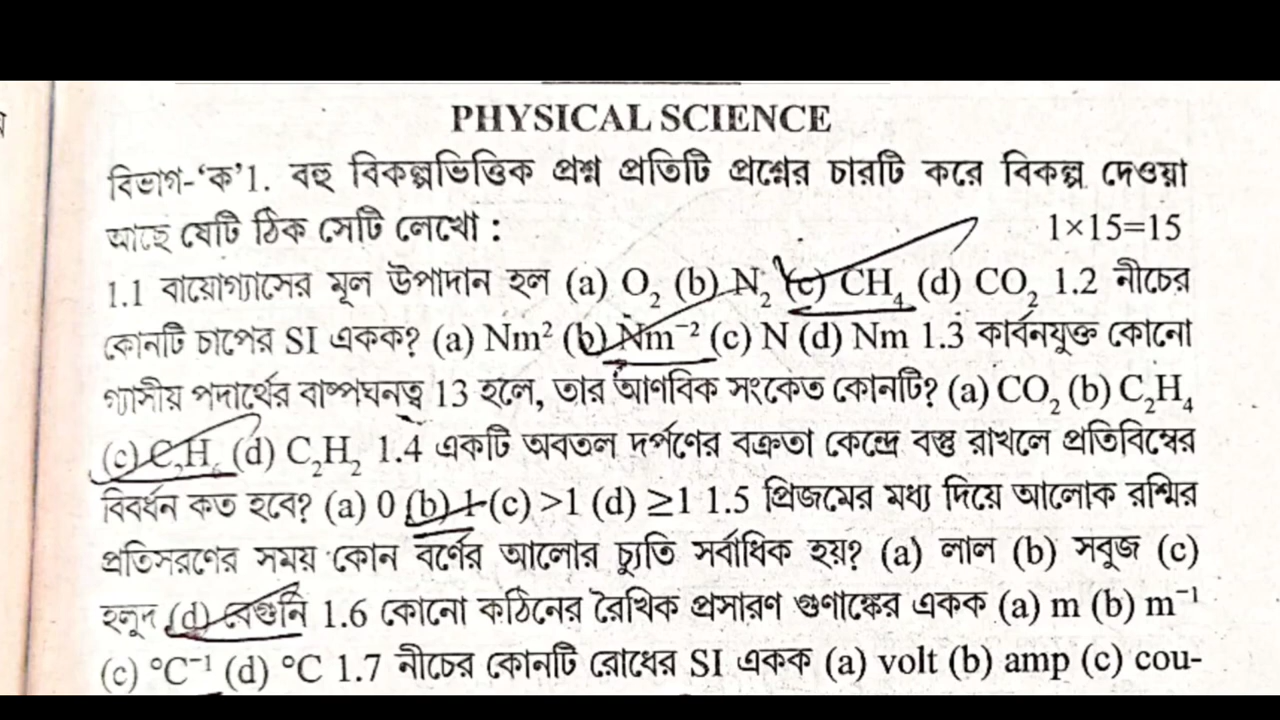 PHYSICAL SCIENCE
বিভাগ-‘ক’1. বহু বিকল্পভিত্তিক প্রশ্ন প্রতিটি প্রশ্নের চারটি করে বিকল্প দেওয়া
আছে যেটি ঠিক সেটি লেখো : 1×15=15
1.1 বায়োগ্যাসের মূল উপাদান হল (a) O₂ (b) N₂ (c) CH₄ (d) CO₂ 1.2 নীচের
কোনটি চাপের SI একক? (a) Nm² (b) Nm⁻² (c) N (d) Nm 1.3 কার্বনযুক্ত কোনো
গ্যাসীয় পদার্থের বাষ্পঘনত্ব 13 হলে, তার আণবিক সংকেত কোনটি? (a) CO₂ (b) C₂H₄
(c) (d) C₂H₂ 1.4 একটি অবতল দর্পণের বক্রতা কেন্দ্রে বস্তু রাখলে প্রতিবিম্বের
বিবর্ধন কত হবে? (a) 0 (b) 1 (c) >1 (d) ≥1 1.5 প্রিজমের মধ্য দিয়ে আলোক রশ্মির
প্রতিসরণের সময় কোন বর্ণের আলোর চ্যুতি সর্বাধিক হয়? (a) লাল (b) সবুজ (c)
হলুদ (d) বেগুনি 1.6 কোনো কঠিনের রৈখিক প্রসারণ গুণাঙ্কের একক (a) m (b) m⁻¹
(c) °C⁻¹ (d) °C 1.7 নীচের কোনটি রোধের SI একক (a) volt (b) amp (c) cou-